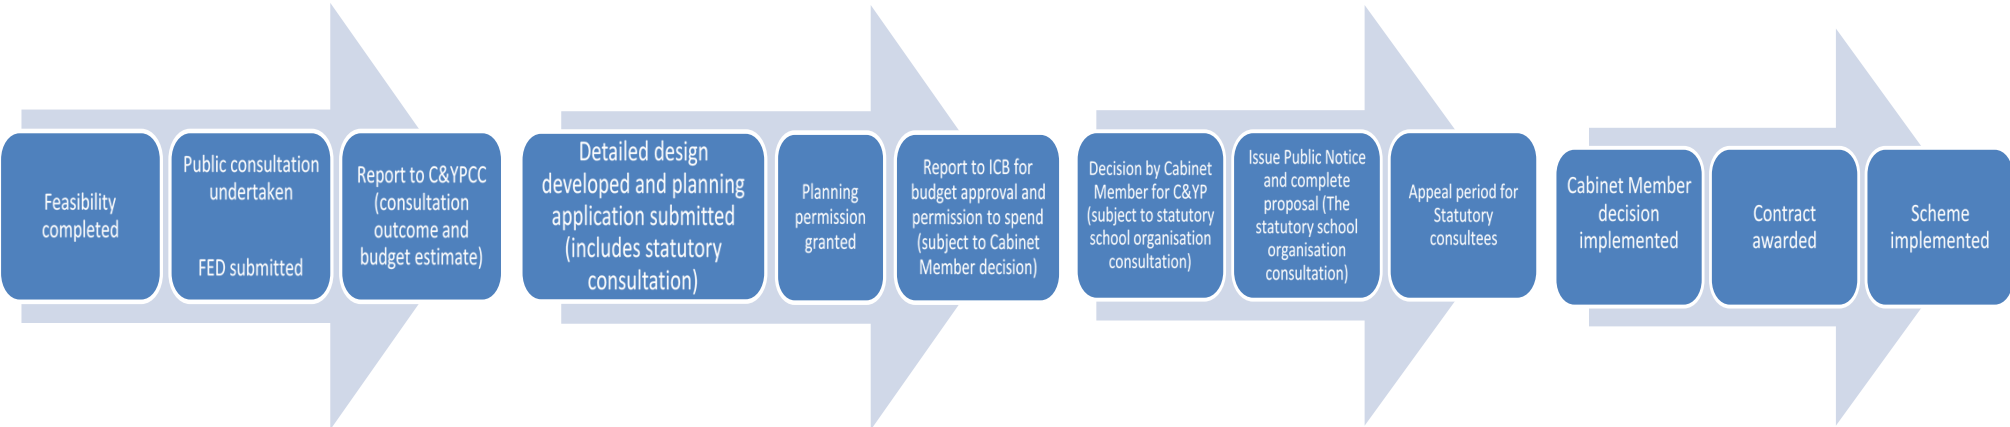 Feasibility
completed
Public consultation
undertaken
FED submitted
Report to C&YPCC
(consultation
outcome and
budget estimate)
Detailed design
developed and planning
application submitted
(includes statutory
consultation)
Planning
permission
granted
Report to ICB for
budget approval and
permission to spend
(subject to Cabinet
Member decision)
Decision by Cabinet
Member for C&YP
(subject to statutory
school organisation
consultation)
Issue Public Notice
and complete
proposal (The
statutory school
organisation
consultation)
Appeal period for
Statutory
consultees
Cabinet Member
decision
implemented
Contract
awarded
Scheme
implemented